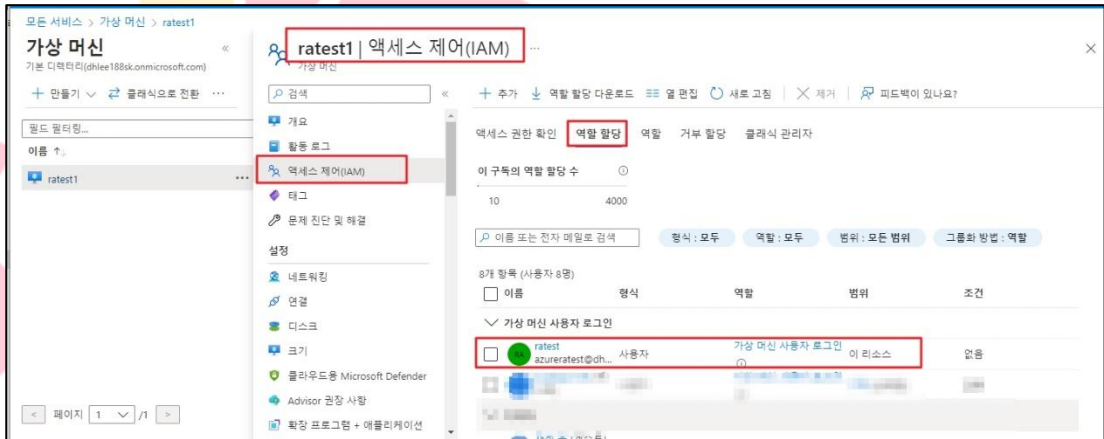 모든 서비스 > 가상 머신 > ratest1
가상 머신
기본 디렉터리(dhlee188sk.onmicrosoft.com)
만들기 클래식으로 전환 ...
필드 필터링...
이름 ↑↓
ratest1 ...
< 페이지 1 /1 >
ratest1 | 액세스 제어(IAM) ...
가상 머신
검색
개요
활동 로그
액세스 제어(IAM)
태그
문제 진단 및 해결
설정
네트워킹
연결
디스크
크기
클라우드용 Microsoft Defender
Advisor 권장 사항
확장 프로그램 + 애플리케이션
추가 역할 할당 다운로드 열 편집 새로 고침 제거 피드백이 있나요?
액세스 권한 확인 역할 할당 역할 거부 할당 클래식 관리자
이 구독의 역할 할당 수
10 4000
이름 또는 전자 메일로 검색 형식 : 모두 역할 : 모두 범위 : 모든 범위 그룹화 방법 : 역할
8개 항목 (사용자 8명)
이름 형식 역할 범위 조건
가상 머신 사용자 로그인
RA ratest 사용자 가상 머신 사용자 로그인 이 리소스 없음
azureratest@dh...